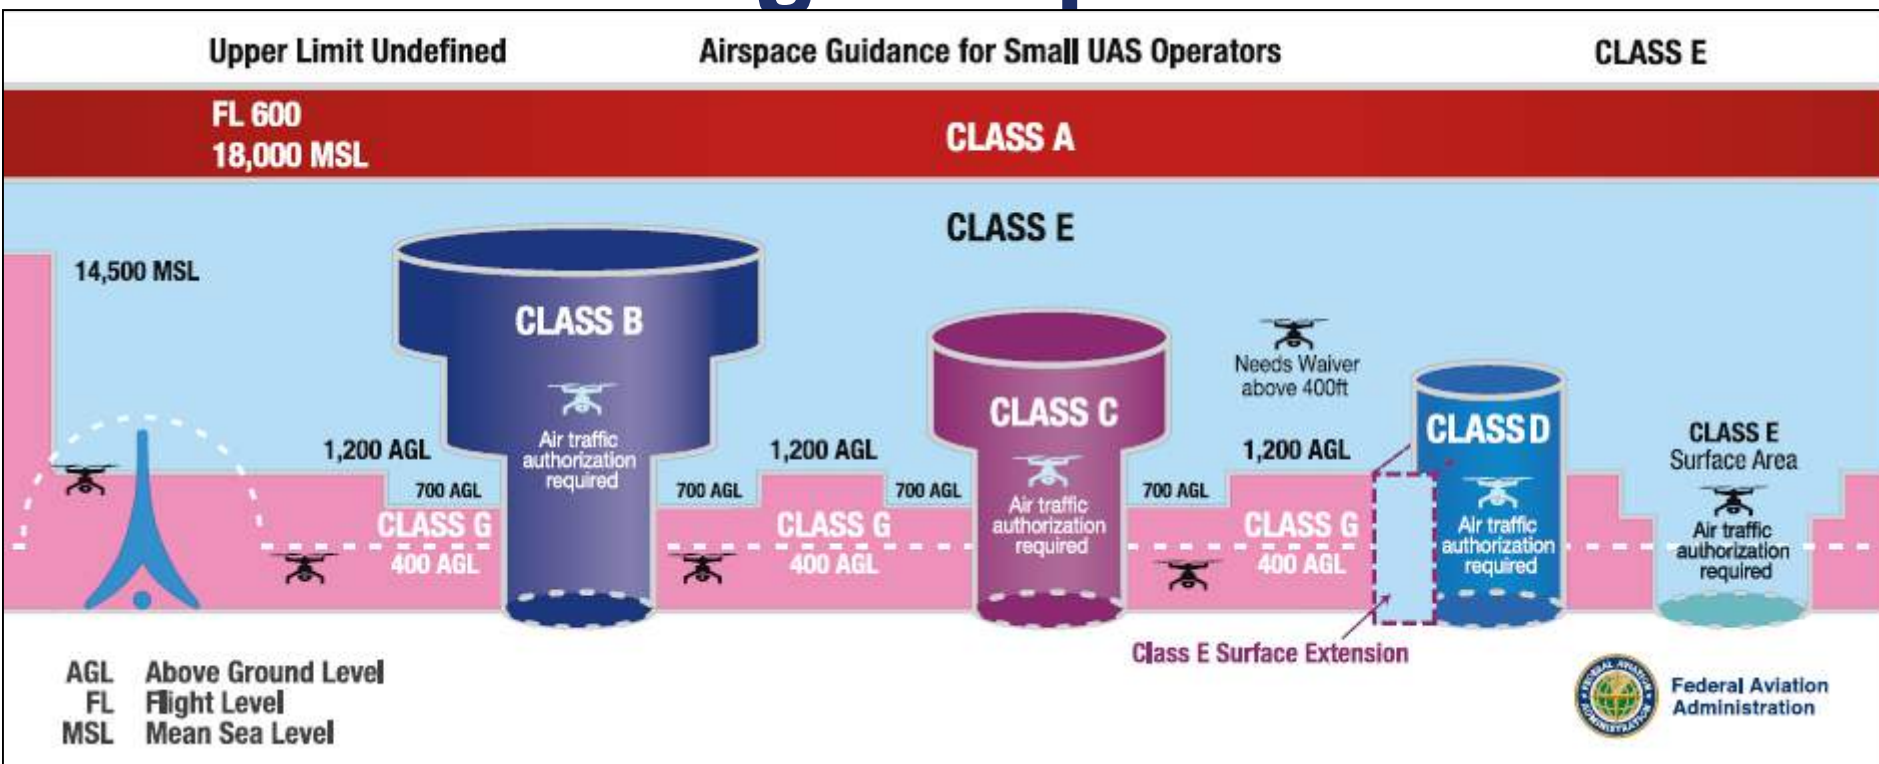 Upper Limit Undefined
Airspace Guidance for Small UAS Operators
CLASS E
FL 600
18,000 MSL
CLASS A
CLASS E
14,500 MSL
CLASS B
Air traffic
authorization
required
CLASS C
Air traffic
authorization
required
Needs Waiver
above 400ft
CLASS D
Air traffic
authorization
required
CLASS E
Surface Area
Air traffic
authorization
required
1,200 AGL
700 AGL
CLASS G
400 AGL
700 AGL
1,200 AGL
CLASS G
400 AGL
700 AGL
700 AGL
1,200 AGL
CLASS G
400 AGL
Class E Surface Extension
AGL Above Ground Level
FL Flight Level
MSL Mean Sea Level
FEDERAL AVIATION
ADMINISTRATION
Federal Aviation
Administration